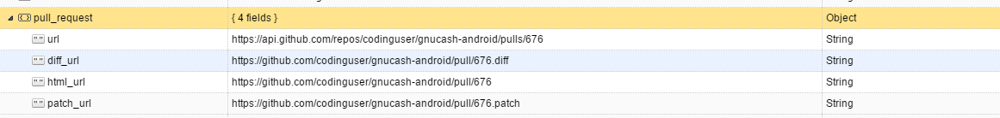 pull_request { 4 fields } Object
"" url https://api.github.com/repos/codinguser/gnucash-android/pulls/676 String
"" diff_url https://github.com/codinguser/gnucash-android/pull/676.diff String
"" html_url https://github.com/codinguser/gnucash-android/pull/676 String
"" patch_url https://github.com/codinguser/gnucash-android/pull/676.patch String